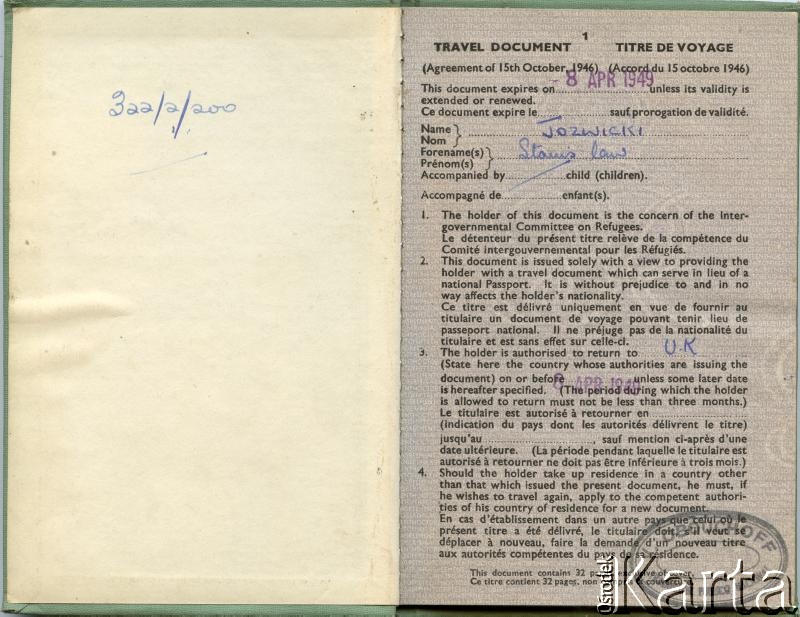 322/2/200
1
TRAVEL DOCUMENT TITRE DE VOYAGE
(Agreement of 15th October, 1946) (Accord du 15 octobre 1946)
This document expires on - 8 APR 1949 unless its validity is
extended or renewed.
Ce document expire le sauf prorogation de validité.
Name JOZWICKI
Nom
Forename(s) Stanislaw
Prénom(s)
Accompanied by child (children).
Accompagné de enfant(s).
1. The holder of this document is the concern of the Inter-
governmental Committee on Refugees.
Le détenteur du présent titre relève de la compétence du
Comité intergouvernemental pour les Réfugiés.
2. This document is issued solely with a view to providing the
holder with a travel document which can serve in lieu of a
national Passport. It is without prejudice to and in no
way affects the holder's nationality.
Ce titre est délivré uniquement en vue de fournir au
titulaire un document de voyage pouvant tenir lieu de
passeport national. Il ne préjuge pas de la nationalité du
titulaire et est sans effet sur celle-ci.
3. The holder is authorised to return to U.K
(State here the country whose authorities are issuing the
document) on or before 8 APR 1949 unless some later date
is hereafter specified. (The period during which the holder
is allowed to return must not be less than three months.)
Le titulaire est autorisé à retourner en
(indication du pays dont les autorités délivrent le titre)
jusqu'au , sauf mention ci-après d'une
date ultérieure. (La période pendant laquelle le titulaire est
autorisé à retourner ne doit pas être inférieure à trois mois.)
4. Should the holder take up residence in a country other
than that which issued the present document, he must, if
he wishes to travel again, apply to the competent authori-
ties of his country of residence for a new document.
En cas d'établissement dans un autre pays que celui où le
présent titre a été délivré, le titulaire doit, s'il veut se
déplacer à nouveau, faire la demande d'un nouveau titre
aux autorités compétentes du pays de sa résidence.
This document contains 32 pages, exclusive of cover.
Ce titre contient 32 pages, non compris la couverture.
Ośrodek
Karta